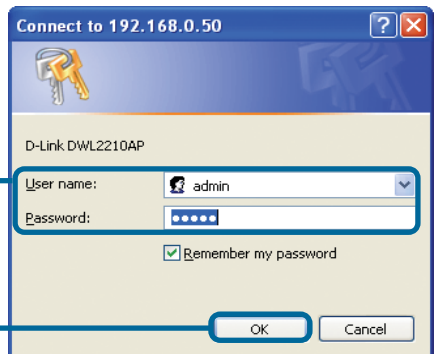 Connect to 192.168.0.50
D-Link DWL2210AP
User name:
admin
Password:
•••••
Remember my password
OK
Cancel